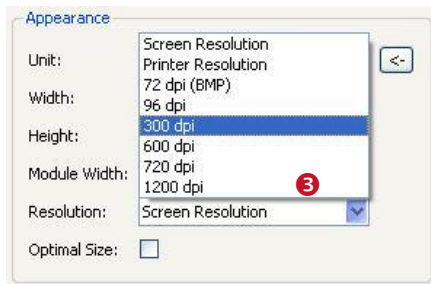 Appearance
Unit:
Screen Resolution
Printer Resolution
<-
72 dpi (BMP)
Width:
96 dpi
300 dpi
Height:
600 dpi
720 dpi
Module Width:
1200 dpi
3
Resolution:
Screen Resolution
Optimal Size: